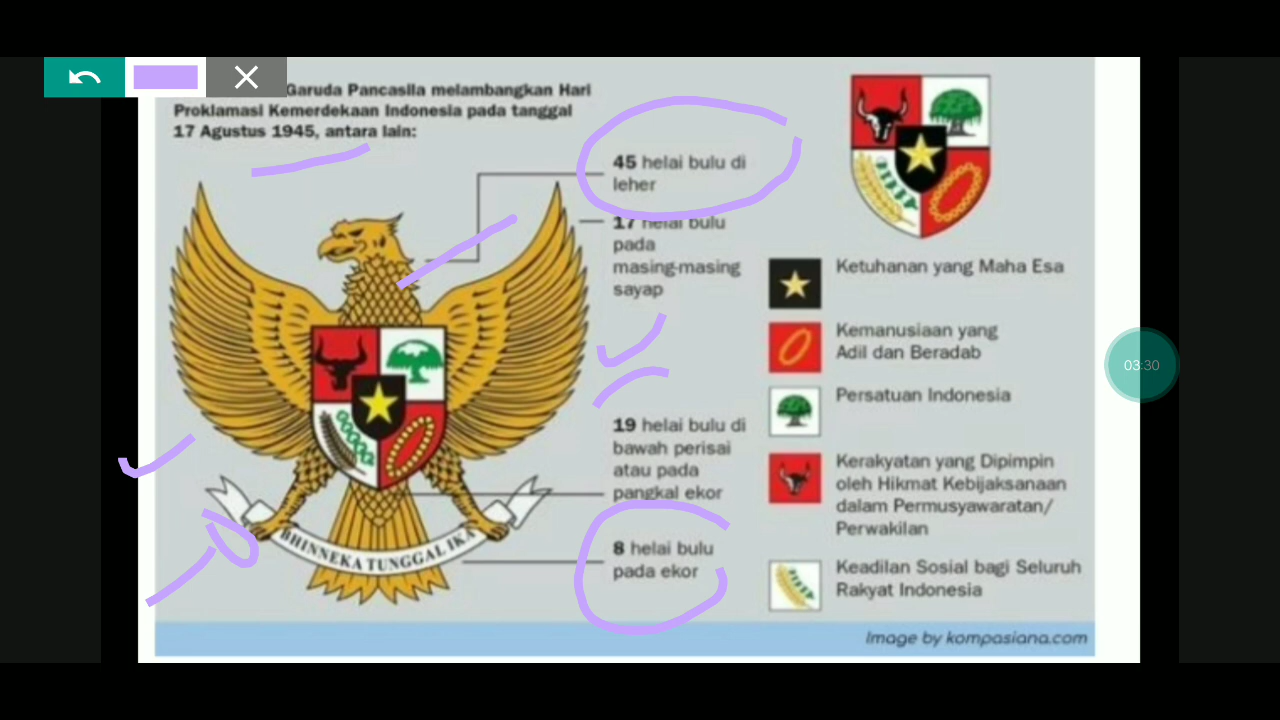 Garuda Pancasila melambangkan Hari
Proklamasi Kemerdekaan Indonesia pada tanggal
17 Agustus 1945, antara lain:
45 helai bulu di
leher
17 helai bulu
pada
masing-masing
sayap
19 helai bulu di
bawah perisai
atau pada
pangkal ekor
8 helai bulu
pada ekor
BHINNEKA TUNGGAL IKA
Ketuhanan yang Maha Esa
Kemanusiaan yang
Adil dan Beradab
Persatuan Indonesia
Kerakyatan yang Dipimpin
oleh Hikmat Kebijaksanaan
dalam Permusyawaratan/
Perwakilan
Keadilan Sosial bagi Seluruh
Rakyat Indonesia
Image by kompasiana.com
03:30